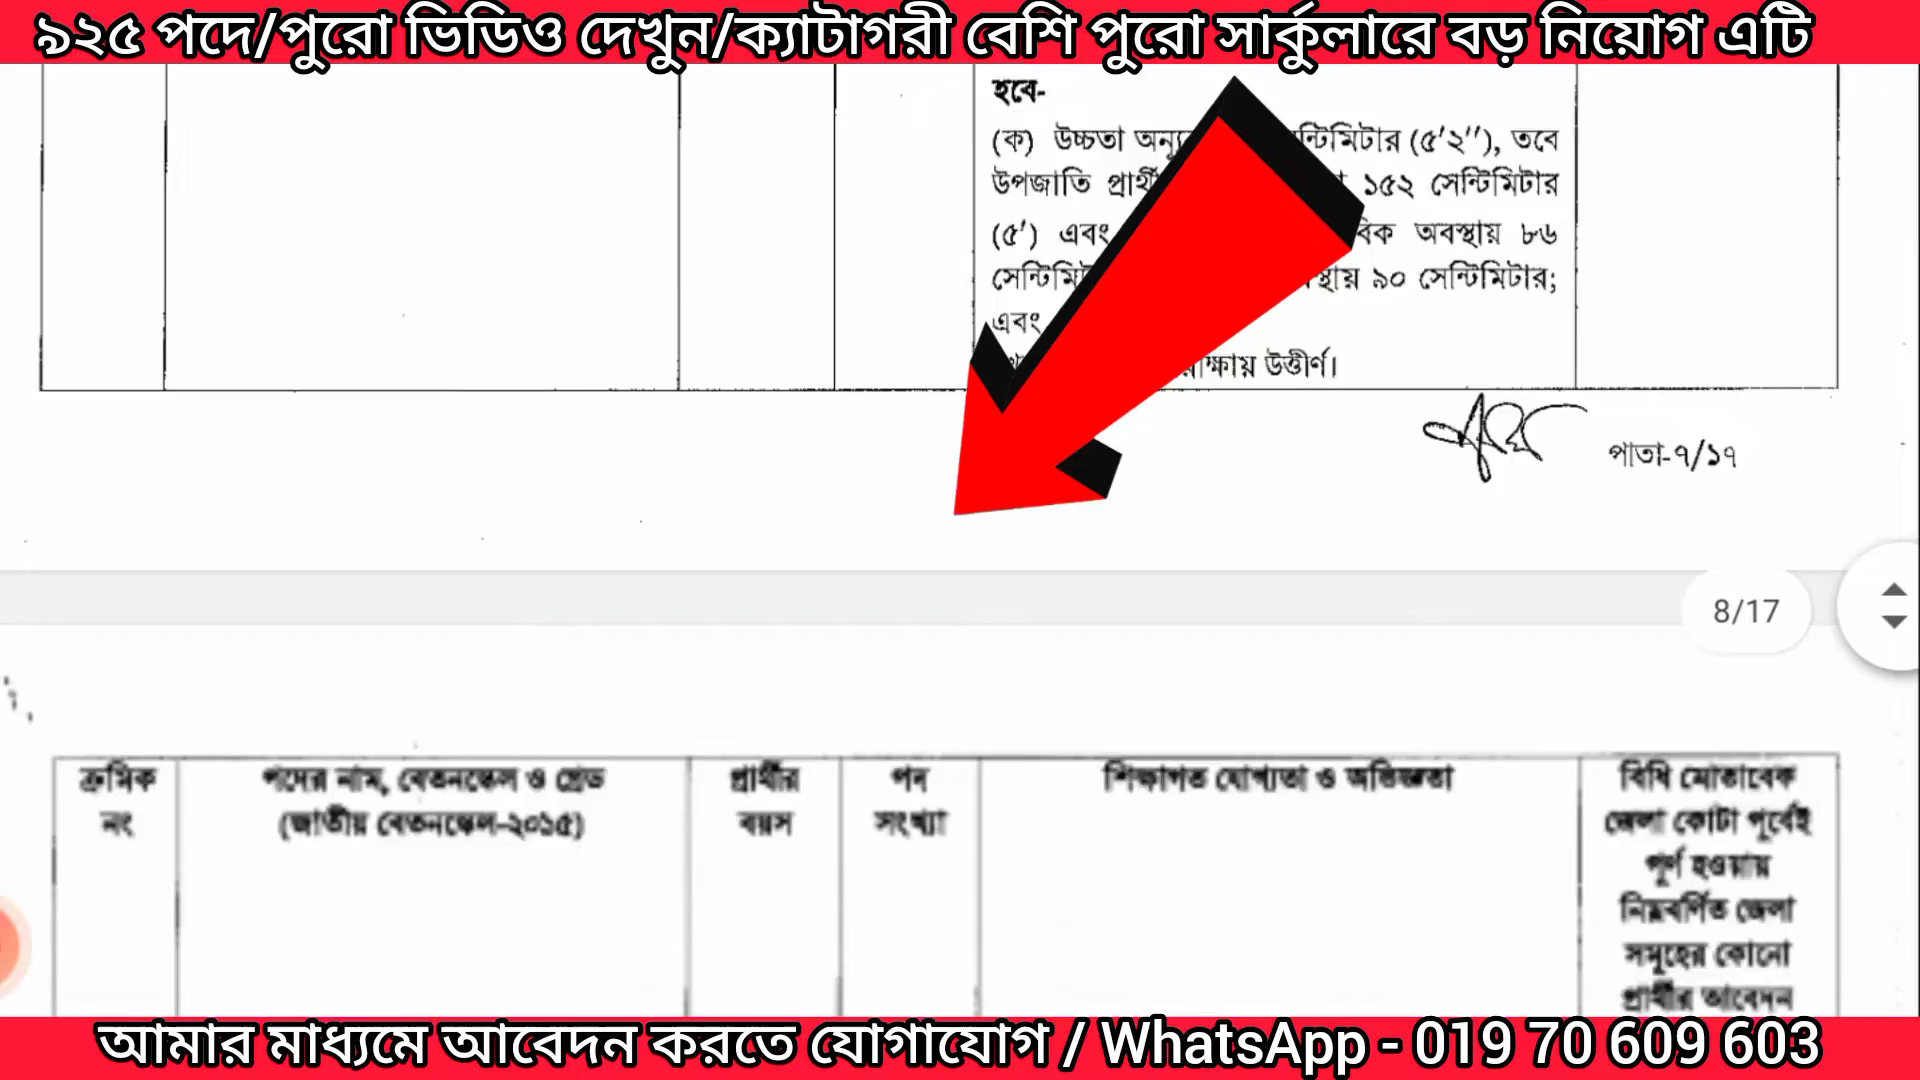 ৯২৫ পদে/পুরো ভিডিও দেখুন/ক্যাটাগরী বেশি পুরো সার্কুলারে বড় নিয়োগ এটি
হবে-
(ক) উচ্চতা ন্টিমিটার (৫'২''), তবে
উপজাতি ১৫২ সেন্টিমিটার
(৫') এবং অবস্থায় ৮৬
৯০ সেন্টিমিটার;
এবং
উত্তীর্ণ।
পাতা-৭/১৭
8/17
ক্রমিক নং
পদের নাম, বেতনস্কেল ও গ্রেড
(জাতীয় বেতনস্কেল-২০১৫)
প্রার্থীর বয়স
পদ সংখ্যা
শিক্ষাগত যোগ্যতা ও অভিজ্ঞতা
বিধি মোতাবেক
জেলা কোটা পূর্বেই
পূর্ণ হওয়ায়
নিম্নবর্ণিত জেলা
সমূহের কোনো
প্রার্থীর আবেদন
আমার মাধ্যমে আবেদন করতে যোগাযোগ / WhatsApp - 019 70 609 603